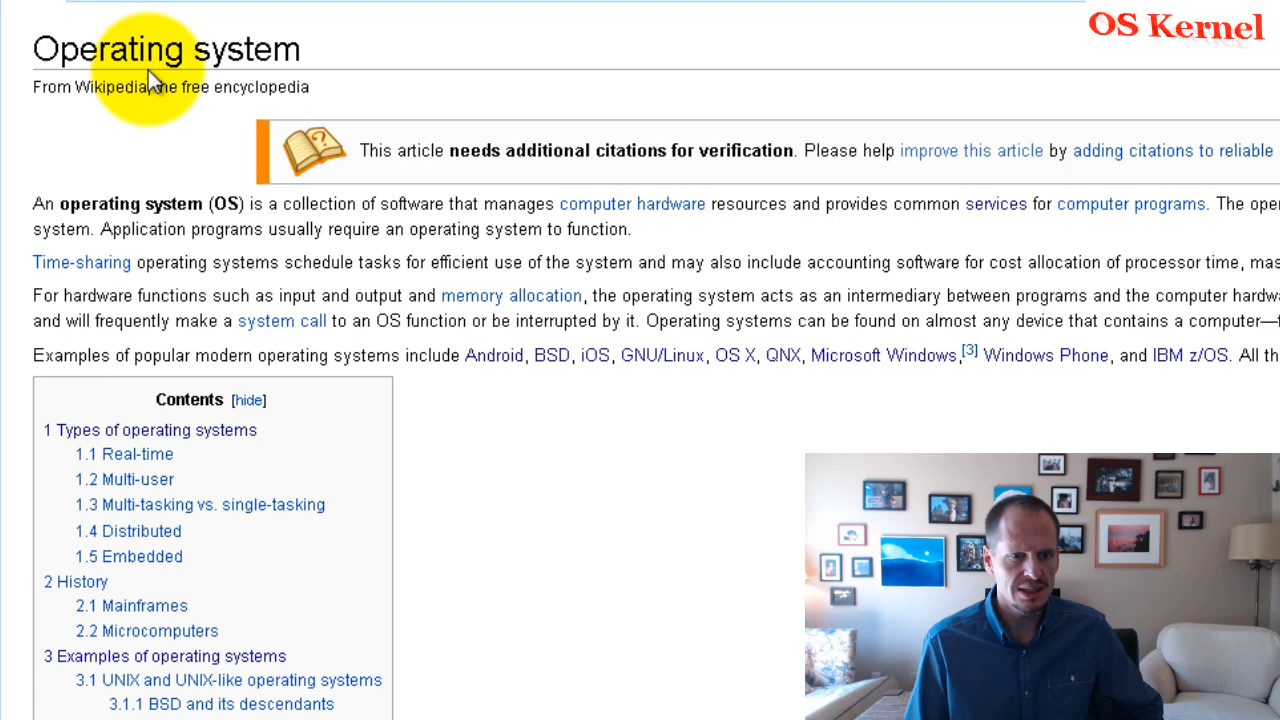 OS Kernel
Operating system
From Wikipedia, the free encyclopedia
This article needs additional citations for verification. Please help improve this article by adding citations to reliable
An operating system (OS) is a collection of software that manages computer hardware resources and provides common services for computer programs. The oper
system. Application programs usually require an operating system to function.
Time-sharing operating systems schedule tasks for efficient use of the system and may also include accounting software for cost allocation of processor time, mas
For hardware functions such as input and output and memory allocation, the operating system acts as an intermediary between programs and the computer hardwa
and will frequently make a system call to an OS function or be interrupted by it. Operating systems can be found on almost any device that contains a computer—f
Examples of popular modern operating systems include Android, BSD, iOS, GNU/Linux, OS X, QNX, Microsoft Windows,[3] Windows Phone, and IBM z/OS. All th
Contents [hide]
1 Types of operating systems
1.1 Real-time
1.2 Multi-user
1.3 Multi-tasking vs. single-tasking
1.4 Distributed
1.5 Embedded
2 History
2.1 Mainframes
2.2 Microcomputers
3 Examples of operating systems
3.1 UNIX and UNIX-like operating systems
3.1.1 BSD and its descendants